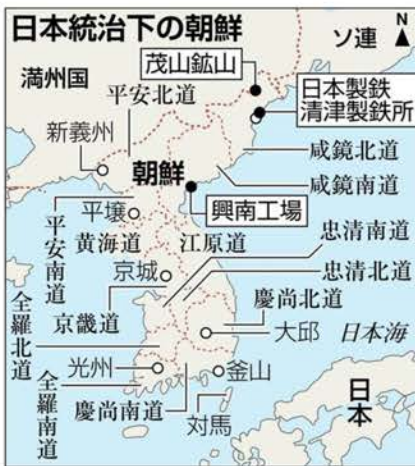 日本統治下の朝鮮
N
ソ連
満州国
茂山鉱山
日本製鉄
清津製鉄所
平安北道
新義州
咸鏡北道
朝鮮
咸鏡南道
平壌
興南工場
平安南道
黄海道
江原道
忠清南道
京城
忠清北道
全羅北道
京畿道
慶尚北道
大邱
日本海
光州
釜山
全羅南道
慶尚南道
対馬
日本